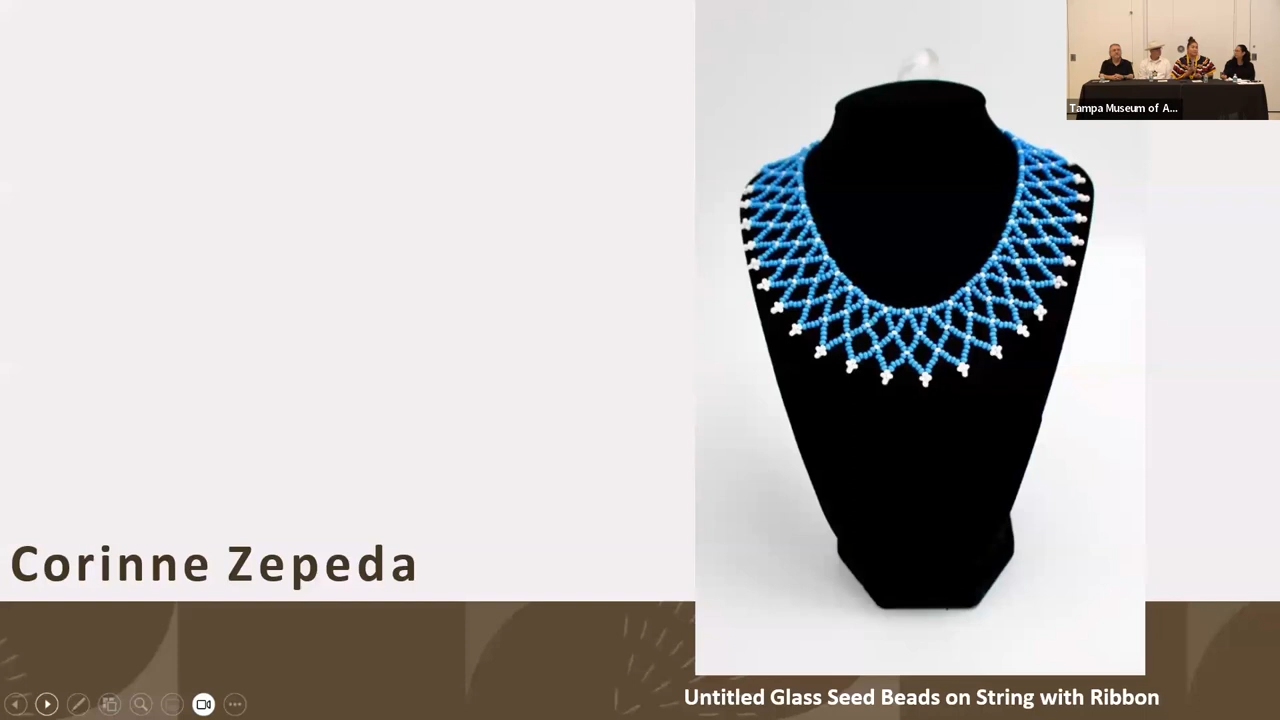 Tampa Museum of A...
Corinne Zepeda
Untitled Glass Seed Beads on String with Ribbon